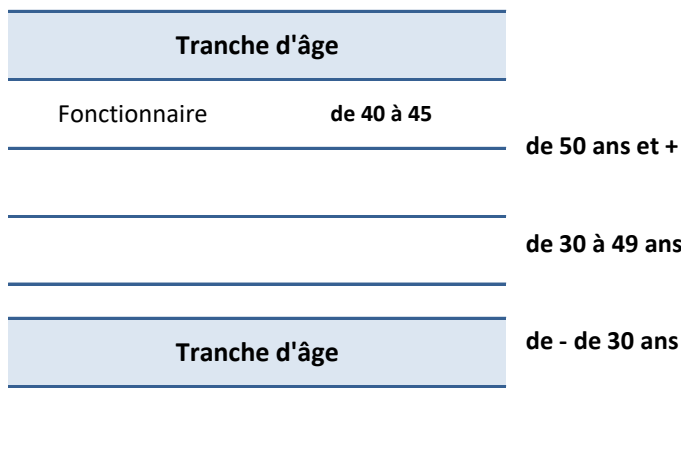 Tranche d'âge
Fonctionnaire de 40 à 45
de 50 ans et +
de 30 à 49 ans
de - de 30 ans
Tranche d'âge